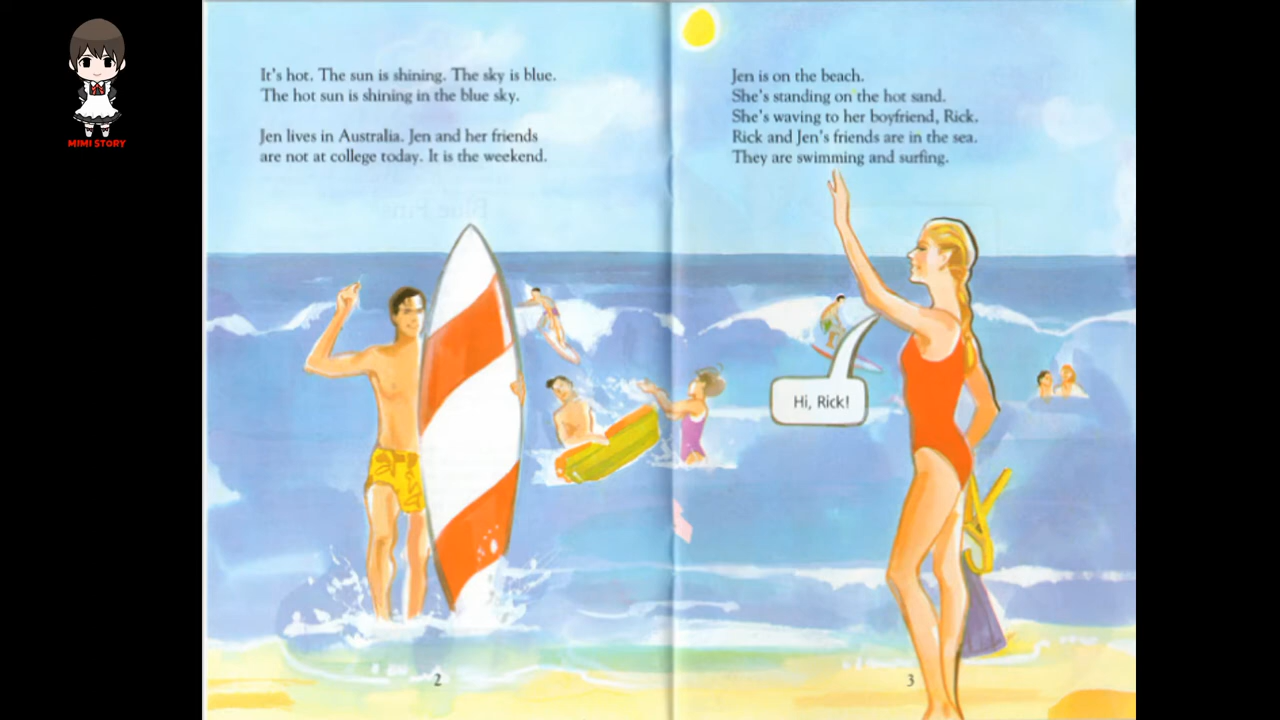 MIMI STORY
It's hot. The sun is shining. The sky is blue.
The hot sun is shining in the blue sky.
Jen lives in Australia. Jen and her friends
are not at college today. It is the weekend.
2
Jen is on the beach.
She's standing on the hot sand.
She's waving to her boyfriend, Rick.
Rick and Jen's friends are in the sea.
They are swimming and surfing.
Hi, Rick!
3